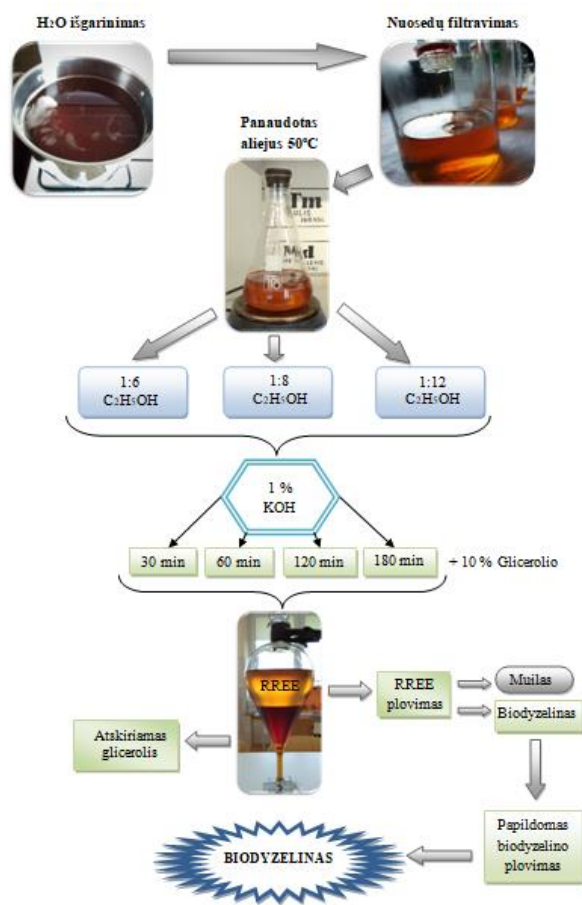 H₂O išgarinimas
Nuosedų filtravimas
Panaudotas
aliejus 50°C
1:6
C₂H₅OH
1:8
C₂H₅OH
1:12
C₂H₅OH
1 %
KOH
30 min
60 min
120 min
180 min
+ 10 % Glicerolio
RREE
RREE
plovimas
Muilas
Biodyzelinas
Atskiriamas
glicerolis
Papildomas
biodyzelino
plovimas
BIODYZELINAS